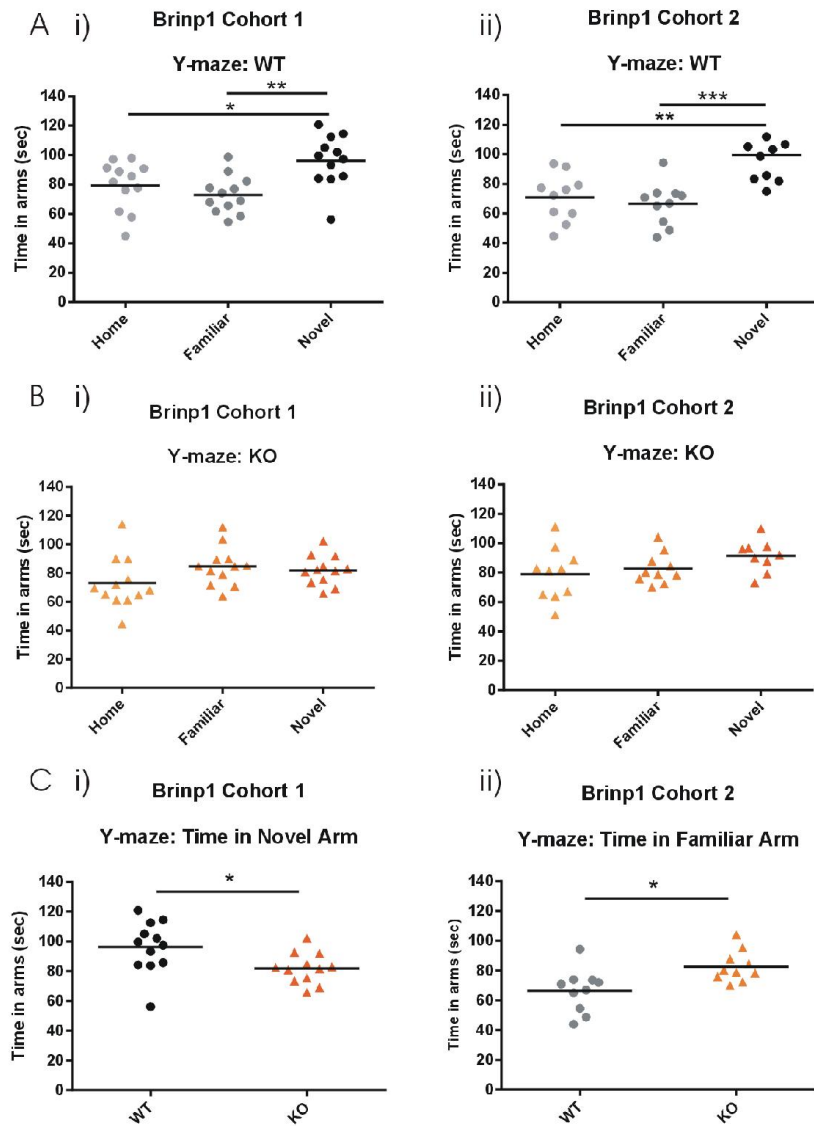 A i) Brinp1 Cohort 1
Y-maze: WT
**
*
Time in arms (sec)
140
120
100
80
60
40
20
0
Home
Familiar
Novel
ii) Brinp1 Cohort 2
Y-maze: WT
***
**
Time in arms (sec)
140
120
100
80
60
40
20
0
Home
Familiar
Novel
B i) Brinp1 Cohort 1
Y-maze: KO
Time in arms (sec)
140
120
100
80
60
40
20
0
Home
Familiar
Novel
ii) Brinp1 Cohort 2
Y-maze: KO
Time in arms (sec)
140
120
100
80
60
40
20
0
Home
Familiar
Novel
C i) Brinp1 Cohort 1
Y-maze: Time in Novel Arm
*
Time in arms (sec)
140
120
100
80
60
40
20
0
WT
KO
ii) Brinp1 Cohort 2
Y-maze: Time in Familiar Arm
*
Time in arms (sec)
140
120
100
80
60
40
20
0
WT
KO